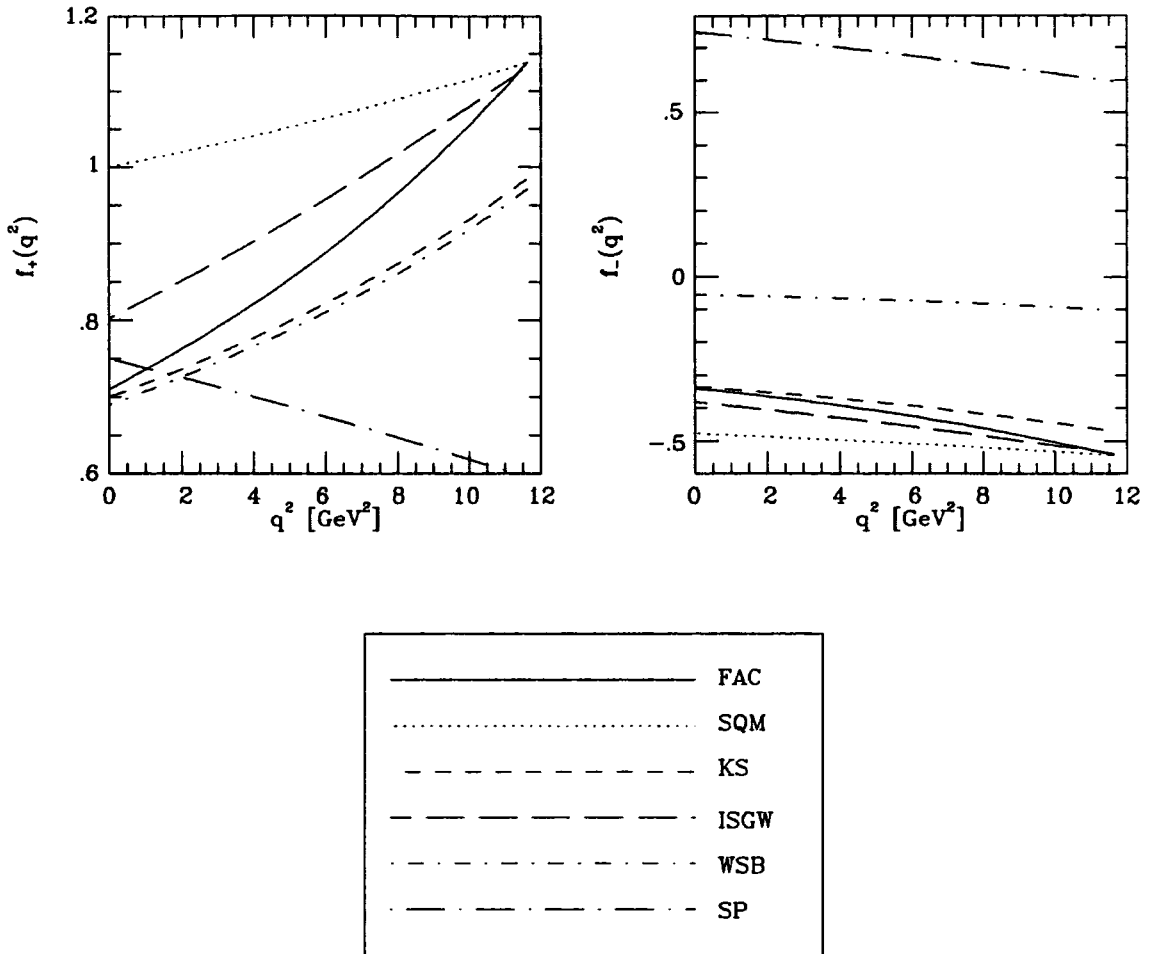 1.2
1
.8
.6
f₊(q²)
0 2 4 6 8 10 12
q² [GeV²]
.5
0
−.5
f₋(q²)
0 2 4 6 8 10 12
q² [GeV²]
FAC
SQM
KS
ISGW
WSB
SP